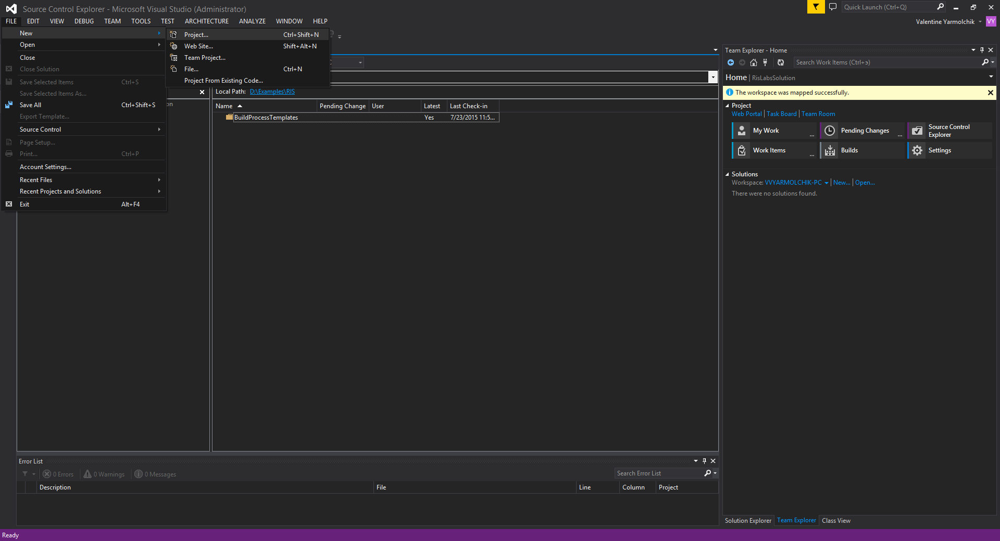 Source Control Explorer - Microsoft Visual Studio (Administrator)
Quick Launch (Ctrl+Q)
FILE EDIT VIEW DEBUG TEAM TOOLS TEST ARCHITECTURE ANALYZE WINDOW HELP
Valentine Yarmolchik VY
New
Open
Close
Close Solution
Save Selected Items Ctrl+S
Save Selected Items As...
Save All Ctrl+Shift+S
Export Template...
Source Control
Page Setup...
Print... Ctrl+P
Account Settings...
Recent Files
Recent Projects and Solutions
Exit Alt+F4
Project... Ctrl+Shift+N
Web Site... Shift+Alt+N
Team Project...
File... Ctrl+N
Project From Existing Code...
Local Path: D:\Examples\RIS
Name Pending Change User Latest Last Check-in
BuildProcessTemplates Yes 7/23/2015 11:5...
Team Explorer - Home
Search Work Items (Ctrl+э)
Home | RisLabsSolution
The workspace was mapped successfully.
Project
Web Portal | Task Board | Team Room
My Work ...
Pending Changes ...
Source Control Explorer
Work Items ...
Builds
Settings
Solutions
Workspace: VVYARMOLCHIK-PC | New... | Open...
There were no solutions found.
Error List
0 Errors 0 Warnings 0 Messages
Search Error List
Description File Line Column Project
Solution Explorer Team Explorer Class View
Ready